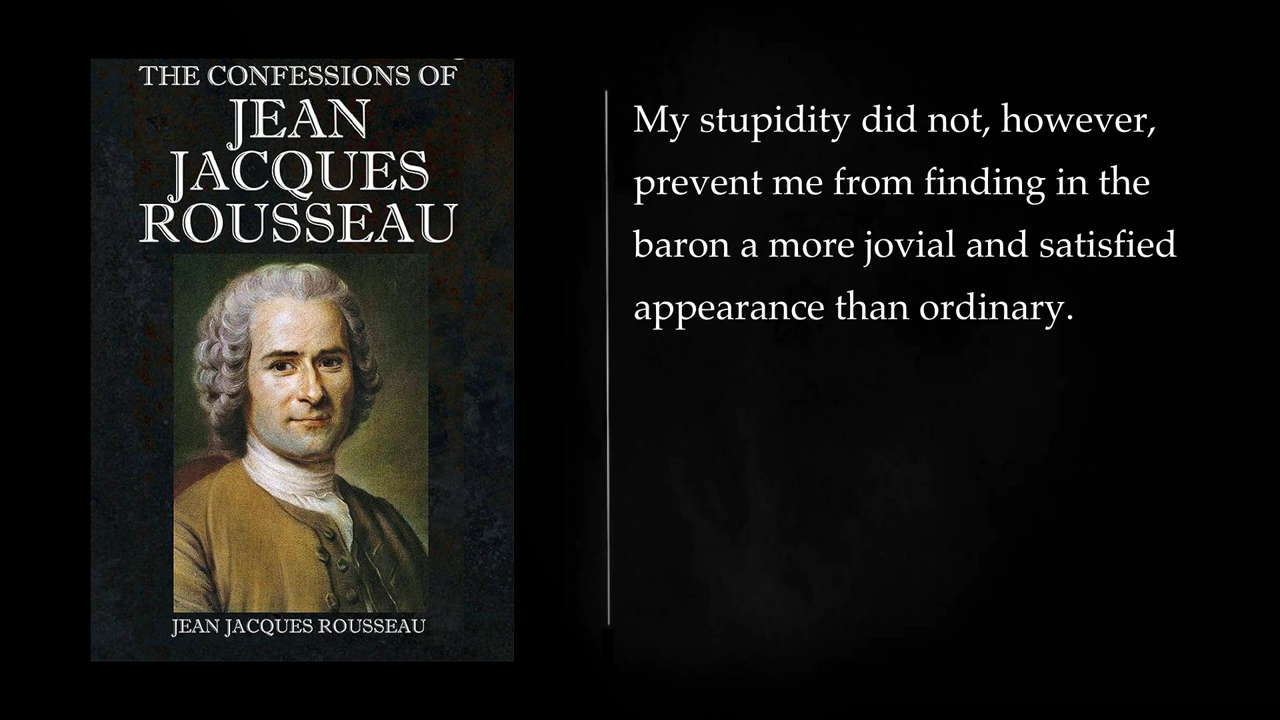 THE CONFESSIONS OF
JEAN
JACQUES
ROUSSEAU
JEAN JACQUES ROUSSEAU
My stupidity did not, however,
prevent me from finding in the
baron a more jovial and satisfied
appearance than ordinary.